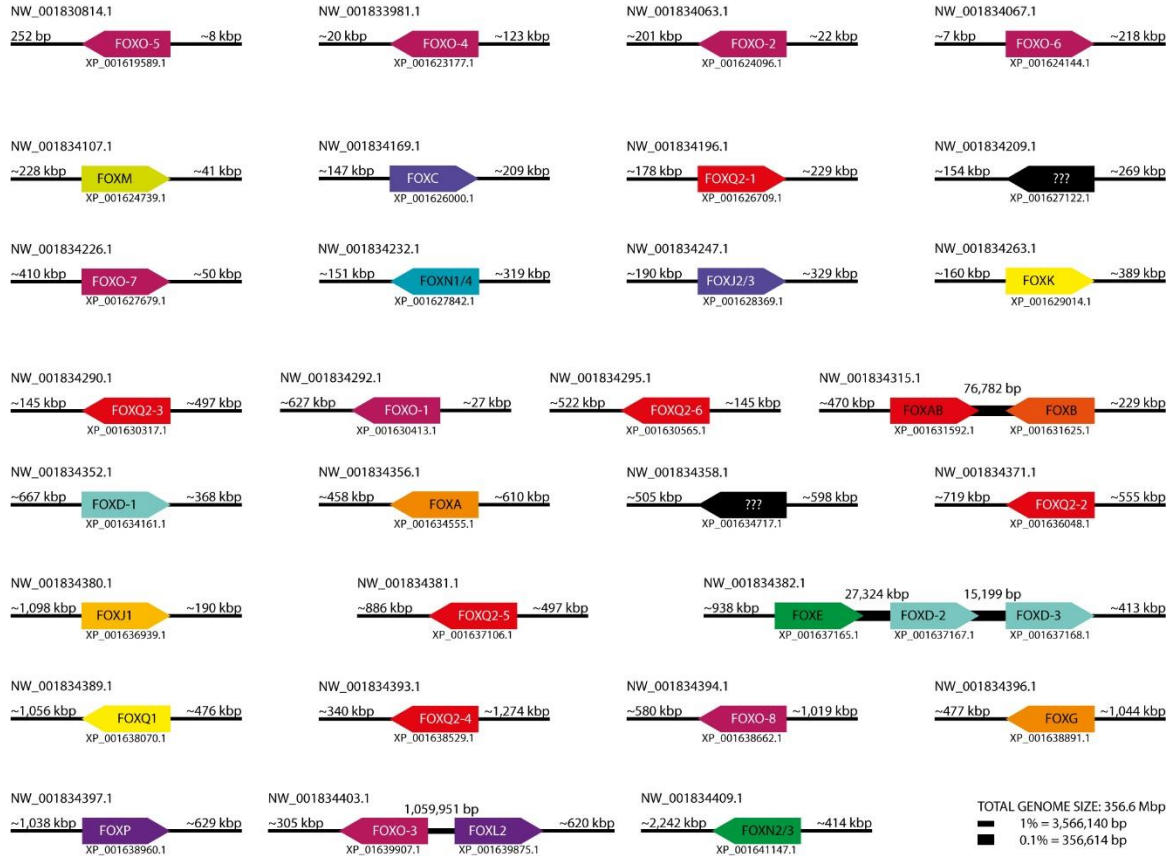 NW_001830814.1 NW_001833981.1 NW_001834063.1 NW_001834067.1
252 bp FOXO-5 ~8 kbp ~20 kbp FOXO-4 ~123 kbp ~201 kbp FOXO-2 ~22 kbp ~7 kbp FOXO-6 ~218 kbp
XP_001619589.1 XP_001623177.1 XP_001624096.1 XP_001624144.1
NW_001834107.1 NW_001834169.1 NW_001834196.1 NW_001834209.1
~228 kbp FOXM ~41 kbp ~147 kbp FOXC ~209 kbp ~178 kbp FOXQ2-1 ~229 kbp ~154 kbp ??? ~269 kbp
XP_001624739.1 XP_001626000.1 XP_001626709.1 XP_001627122.1
NW_001834226.1 NW_001834232.1 NW_001834247.1 NW_001834263.1
~410 kbp FOXO-7 ~50 kbp ~151 kbp FOXN1/4 ~319 kbp ~190 kbp FOXJ2/3 ~329 kbp ~160 kbp FOXK ~389 kbp
XP_001627679.1 XP_001627842.1 XP_001628369.1 XP_001629014.1
NW_001834290.1 NW_001834292.1 NW_001834295.1 NW_001834315.1
76,782 bp
~145 kbp FOXQ2-3 ~497 kbp ~627 kbp FOXO-1 ~27 kbp ~522 kbp FOXQ2-6 ~145 kbp ~470 kbp FOXAB FOXB ~229 kbp
XP_001630317.1 XP_001630413.1 XP_001630565.1 XP_001631592.1 XP_001631625.1
NW_001834352.1 NW_001834356.1 NW_001834358.1 NW_001834371.1
~667 kbp FOXD-1 ~368 kbp ~458 kbp FOXA ~610 kbp ~505 kbp ??? ~598 kbp ~719 kbp FOXQ2-2 ~555 kbp
XP_001634161.1 XP_001634555.1 XP_001634717.1 XP_001636048.1
NW_001834380.1 NW_001834381.1 NW_001834382.1
27,324 kbp 15,199 bp
~1,098 kbp FOXJ1 ~190 kbp ~886 kbp FOXQ2-5 ~497 kbp ~938 kbp FOXE FOXD-2 FOXD-3 ~413 kbp
XP_001636939.1 XP_001637106.1 XP_001637165.1 XP_001637167.1 XP_001637168.1
NW_001834389.1 NW_001834393.1 NW_001834394.1 NW_001834396.1
~1,056 kbp FOXQ1 ~476 kbp ~340 kbp FOXQ2-4 ~1,274 kbp ~580 kbp FOXO-8 ~1,019 kbp ~477 kbp FOXG ~1,044 kbp
XP_001638070.1 XP_001638529.1 XP_001638662.1 XP_001638891.1
NW_001834397.1 NW_001834403.1 NW_001834409.1
1,059,951 bp
~1,038 kbp FOXP ~629 kbp ~305 kbp FOXO-3 FOXL2 ~620 kbp ~2,242 kbp FOXN2/3 ~414 kbp
XP_001638960.1 XP_01639907.1 XP_001639875.1 XP_001641147.1
TOTAL GENOME SIZE: 356.6 Mbp
1% = 3,566,140 bp
0.1% = 356,614 bp